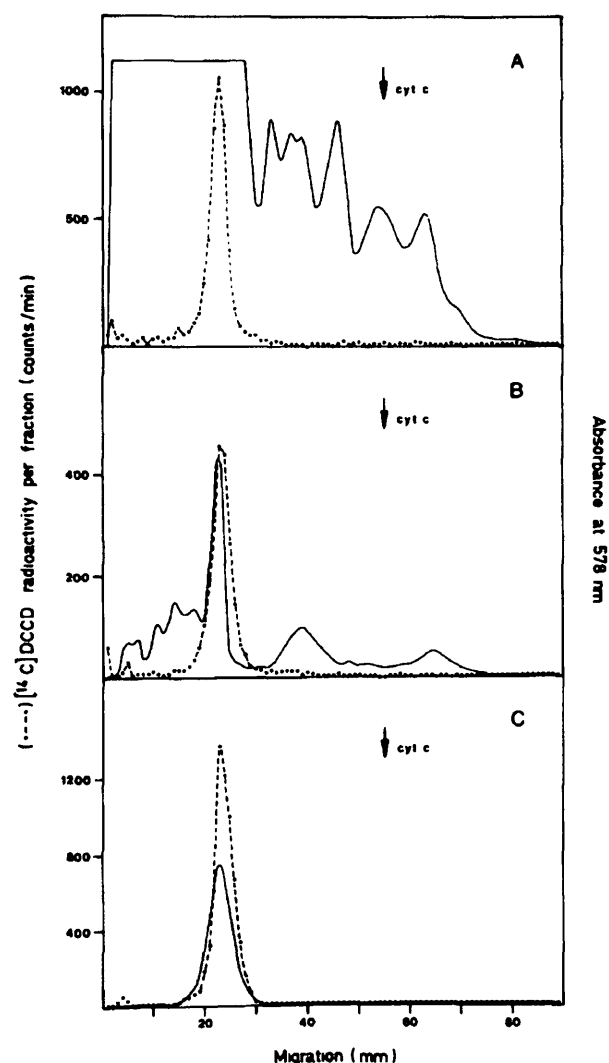 A
cyt c
1000
500
B
cyt c
400
200
C
cyt c
1200
800
400
20
40
60
80
Migration (mm)
(----) [14 C] DCCD radioactivity per fraction (counts/min)
Absorbance at 578 nm